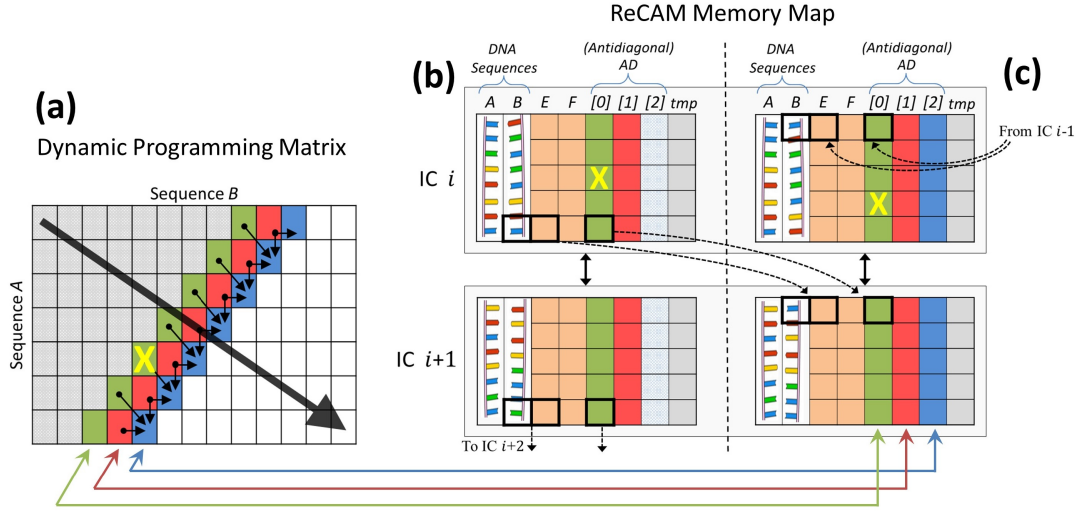 ReCAM Memory Map
(a)
Dynamic Programming Matrix
Sequence B
Sequence A
X
(b)
DNA
Sequences
(Antidiagonal)
AD
A B E F [0] [1] [2] tmp
IC i
X
IC i+1
To IC i+2
(c)
DNA
Sequences
(Antidiagonal)
AD
A B E F [0] [1] [2] tmp
From IC i-1
X